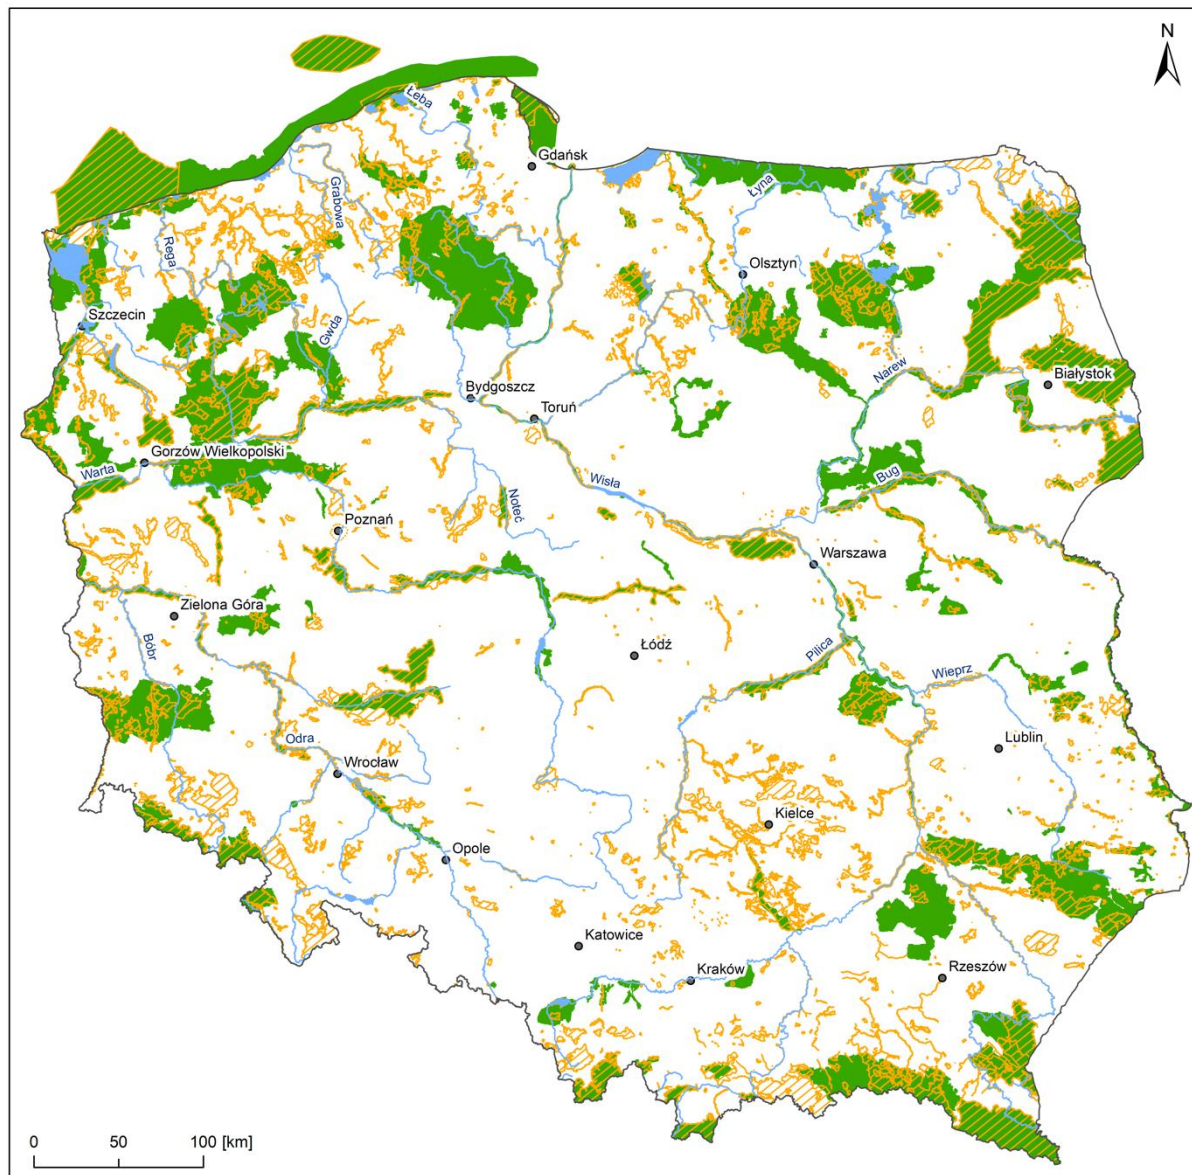 N
Łeba
Gdańsk
Grabowa
Łyna
Rega
Olsztyn
Szczecin
Gwda
Narew
Białystok
Bydgoszcz
Toruń
Gorzów Wielkopolski
Warta
Wisła
Bug
Noteć
Poznań
Warszawa
Zielona Góra
Bóbr
Łódź
Pilica
Wieprz
Odra
Lublin
Wrocław
Kielce
Opole
Katowice
Kraków
Rzeszów
0 50 100 [km]